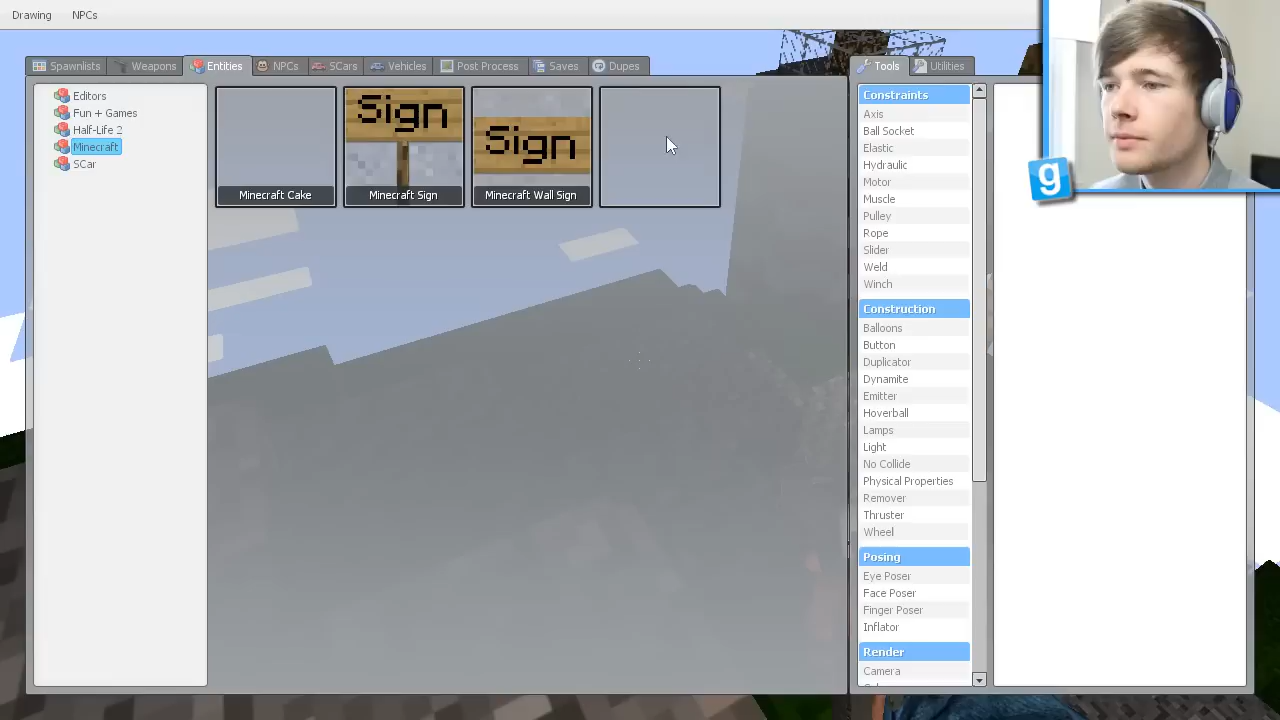 Drawing NPCs
Spawnlists Weapons Entities NPCs SCars Vehicles Post Process Saves Dupes
Tools Utilities
Editors
Fun + Games
Half-Life 2
Minecraft
SCar
Sign
Minecraft Cake
Minecraft Sign
Sign
Minecraft Wall Sign
Constraints
Axis
Ball Socket
Elastic
Hydraulic
Motor
Muscle
Pulley
Rope
Slider
Weld
Winch
Construction
Balloons
Button
Duplicator
Dynamite
Emitter
Hoverball
Lamps
Light
No Collide
Physical Properties
Remover
Thruster
Wheel
Posing
Eye Poser
Face Poser
Finger Poser
Inflator
Render
Camera
g